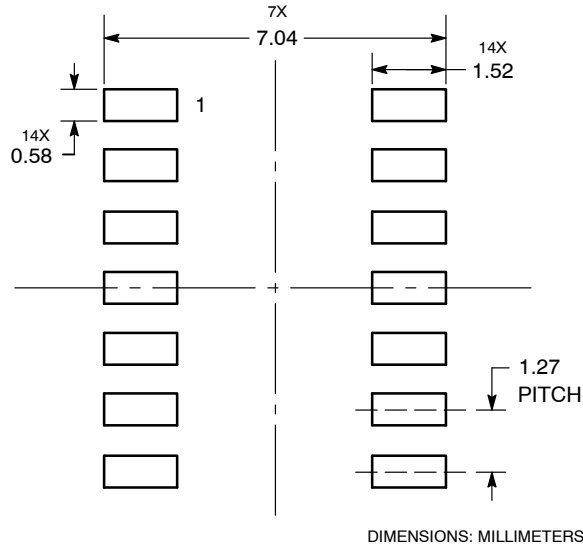 7X
7.04
14X
1.52
1
14X
0.58
1.27
PITCH
DIMENSIONS: MILLIMETERS